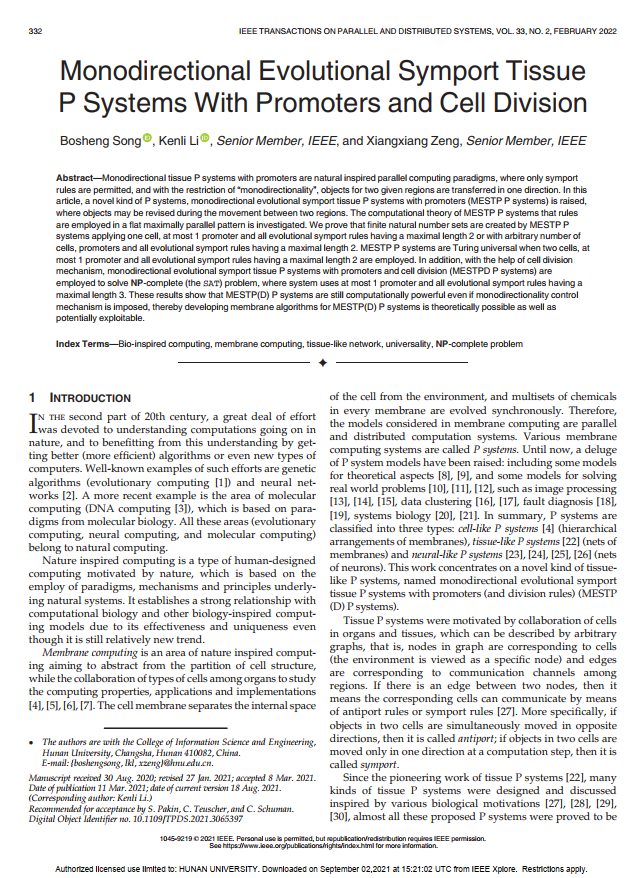 332
IEEE TRANSACTIONS ON PARALLEL AND DISTRIBUTED SYSTEMS, VOL. 33, NO. 2, FEBRUARY 2022
Monodirectional Evolutional Symport Tissue
P Systems With Promoters and Cell Division
Bosheng Song, Kenli Li, Senior Member, IEEE, and Xiangxiang Zeng, Senior Member, IEEE
Abstract—Monodirectional tissue P systems with promoters are natural inspired parallel computing paradigms, where only symport
rules are permitted, and with the restriction of "monodirectionality", objects for two given regions are transferred in one direction. In this
article, a novel kind of P systems, monodirectional evolutional symport tissue P systems with promoters (MESTP P systems) is raised,
where objects may be revised during the movement between two regions. The computational theory of MESTP P systems that rules
are employed in a flat maximally parallel pattern is investigated. We prove that finite natural number sets are created by MESTP P
systems applying one cell, at most 1 promoter and all evolutional symport rules having a maximal length 2 or with arbitrary number of
cells, promoters and all evolutional symport rules having a maximal length 2. MESTP P systems are Turing universal when two cells, at
most 1 promoter and all evolutional symport rules having a maximal length 2 are employed. In addition, with the help of cell division
mechanism, monodirectional evolutional symport tissue P systems with promoters and cell division (MESTPD P systems) are
employed to solve NP-complete (the SAT) problem, where system uses at most 1 promoter and all evolutional symport rules having a
maximal length 3. These results show that MESTP(D) P systems are still computationally powerful even if monodirectionality control
mechanism is imposed, thereby developing membrane algorithms for MESTP(D) P systems is theoretically possible as well as
potentially exploitable.
Index Terms—Bio-inspired computing, membrane computing, tissue-like network, universality, NP-complete problem
1 INTRODUCTION
IN THE second part of 20th century, a great deal of effort
was devoted to understanding computations going on in
nature, and to benefitting from this understanding by get-
ting better (more efficient) algorithms or even new types of
computers. Well-known examples of such efforts are genetic
algorithms (evolutionary computing [1]) and neural net-
works [2]. A more recent example is the area of molecular
computing (DNA computing [3]), which is based on para-
digms from molecular biology. All these areas (evolutionary
computing, neural computing, and molecular computing)
belong to natural computing.
Nature inspired computing is a type of human-designed
computing motivated by nature, which is based on the
employ of paradigms, mechanisms and principles underly-
ing natural systems. It establishes a strong relationship with
computational biology and other biology-inspired comput-
ing models due to its effectiveness and uniqueness even
though it is still relatively new trend.
Membrane computing is an area of nature inspired comput-
ing aiming to abstract from the partition of cell structure,
while the collaboration of types of cells among organs to study
the computing properties, applications and implementations
[4], [5], [6], [7]. The cell membrane separates the internal space
• The authors are with the College of Information Science and Engineering,
Hunan University, Changsha, Hunan 410082, China.
E-mail: {boshengsong, lkl, xzeng}@hnu.edu.cn.
Manuscript received 30 Aug. 2020; revised 27 Jan. 2021; accepted 8 Mar. 2021.
Date of publication 11 Mar. 2021; date of current version 18 Aug. 2021.
(Corresponding author: Kenli Li.)
Recommended for acceptance by S. Pakin, C. Teuscher, and C. Schuman.
Digital Object Identifier no. 10.1109/TPDS.2021.3065397
of the cell from the environment, and multisets of chemicals
in every membrane are evolved synchronously. Therefore,
the models considered in membrane computing are parallel
and distributed computation systems. Various membrane
computing systems are called P systems. Until now, a deluge
of P system models have been raised: including some models
for theoretical aspects [8], [9], and some models for solving
real world problems [10], [11], [12], such as image processing
[13], [14], [15], data clustering [16], [17], fault diagnoses [18],
[19], systems biology [20], [21]. In summary, P systems are
classified into three types: cell-like P systems [4] (hierarchical
arrangements of membranes), tissue-like P systems [22] (nets of
membranes) and neural-like P systems [23], [24], [25], [26] (nets
of neurons). This work concentrates on a novel kind of tissue-
like P systems, named monodirectional evolutional symport
tissue P systems with promoters (and division rules) (MESTP
(D) P systems).
Tissue P systems were motivated by collaboration of cells
in organs and tissues, which can be described by arbitrary
graphs, that is, nodes in graph are corresponding to cells
(the environment is viewed as a specific node) and edges
are corresponding to communication channels among
regions. If there is an edge between two nodes, then it
means the corresponding cells can communicate by means
of antiport rules or symport rules [27]. More specifically, if
objects in two cells are simultaneously moved in opposite
directions, then it is called antiport; if objects in two cells are
moved only in one direction at a computation step, then it is
called symport.
Since the pioneering work of tissue P systems [22], many
kinds of tissue P systems were designed and discussed
inspired by various biological motivations [27], [28], [29],
[30], almost all these proposed P systems were proved to be
1045-9219 © 2021 IEEE. Personal use is permitted, but republication/redistribution requires IEEE permission.
See https://www.ieee.org/publications/rights/index.html for more information.
Authorized licensed use limited to: HUNAN UNIVERSITY. Downloaded on September 02,2021 at 15:21:02 UTC from IEEE Xplore. Restrictions apply.